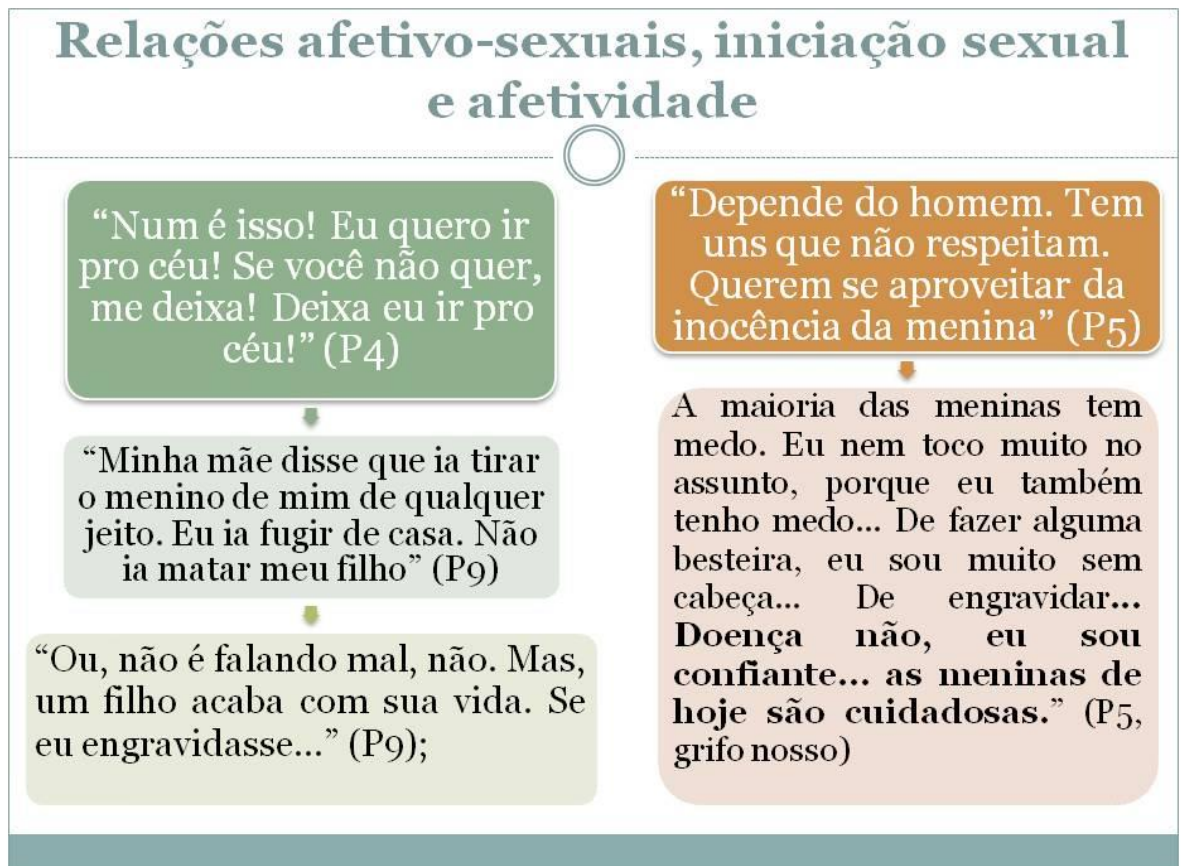 Relações afetivo-sexuais, iniciação sexual
e afetividade
“Num é isso! Eu quero ir
pro céu! Se você não quer,
me deixa! Deixa eu ir pro
céu!” (P4)
“Minha mãe disse que ia tirar
o menino de mim de qualquer
jeito. Eu ia fugir de casa. Não
ia matar meu filho” (P9)
“Ou, não é falando mal, não. Mas,
um filho acaba com sua vida. Se
eu engravidasse...” (P9);
“Depende do homem. Tem
uns que não respeitam.
Querem se aproveitar da
inocência da menina” (P5)
A maioria das meninas tem
medo. Eu nem toco muito no
assunto, porque eu também
tenho medo... De fazer alguma
besteira, eu sou muito sem
cabeça... De engravidar...
Doença não, eu sou
confiante... as meninas de
hoje são cuidadosas.” (P5,
grifo nosso)